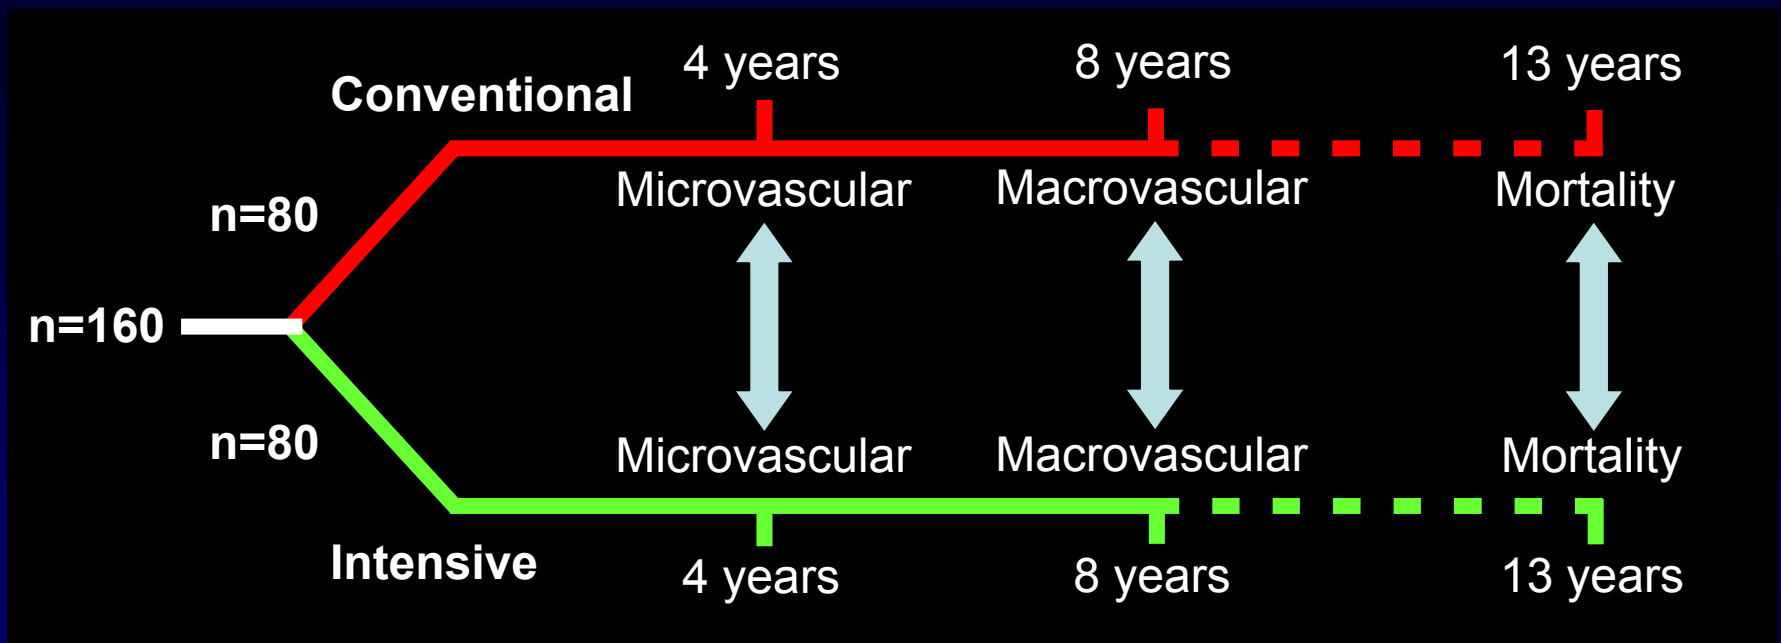 4 years 8 years 13 years
Conventional
Microvascular Macrovascular Mortality
n=80
n=160
n=80
Microvascular Macrovascular Mortality
Intensive
4 years 8 years 13 years